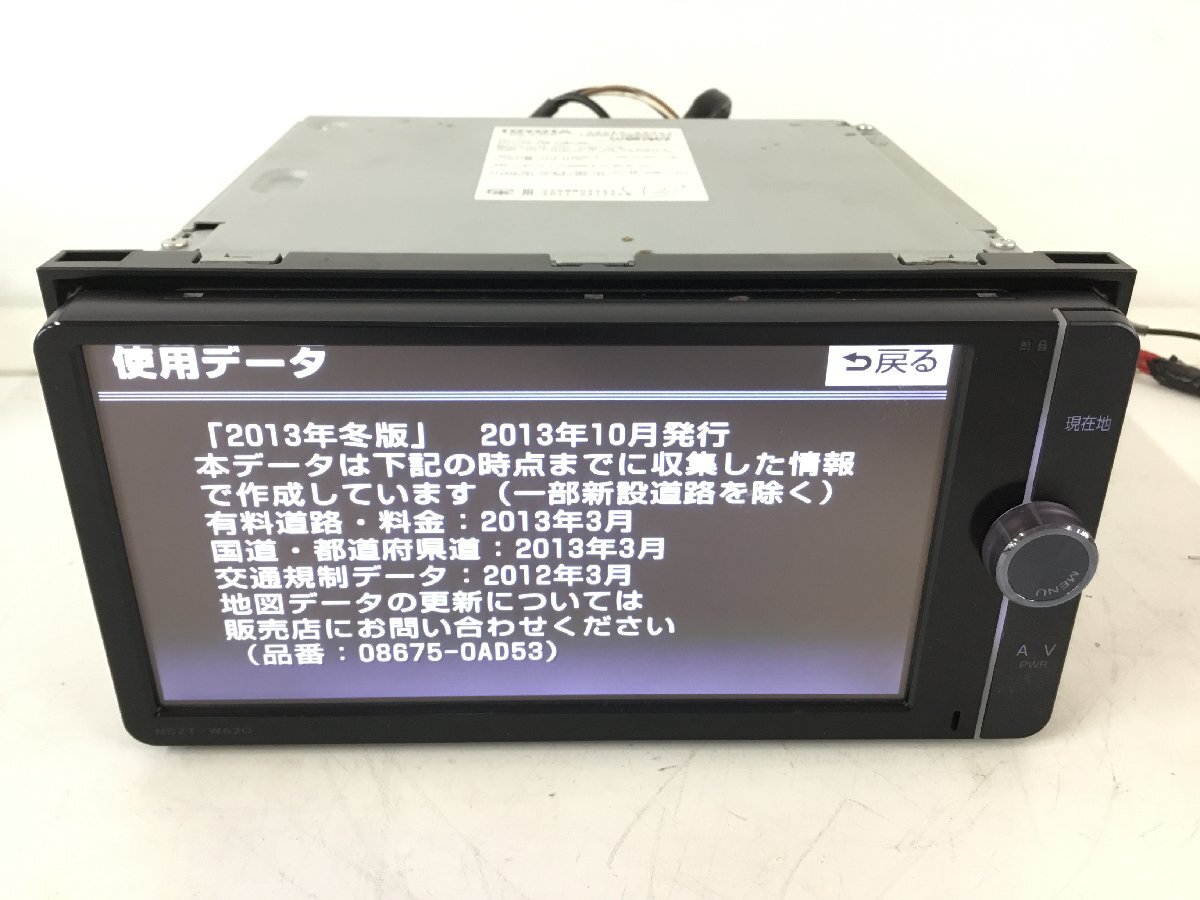 TOYOTA
使用データ
戻る
「2013年冬版」　2013年10月発行
本データは下記の時点までに収集した情報
で作成しています（一部新設道路を除く）
有料道路・料金：2013年3月
国道・都道府県道：2013年3月
交通規制データ：2012年3月
地図データの更新については
販売店にお問い合わせください
（品番：08675-0AD53）
現在地
MENU
A V
PWR
NSZT-W62G